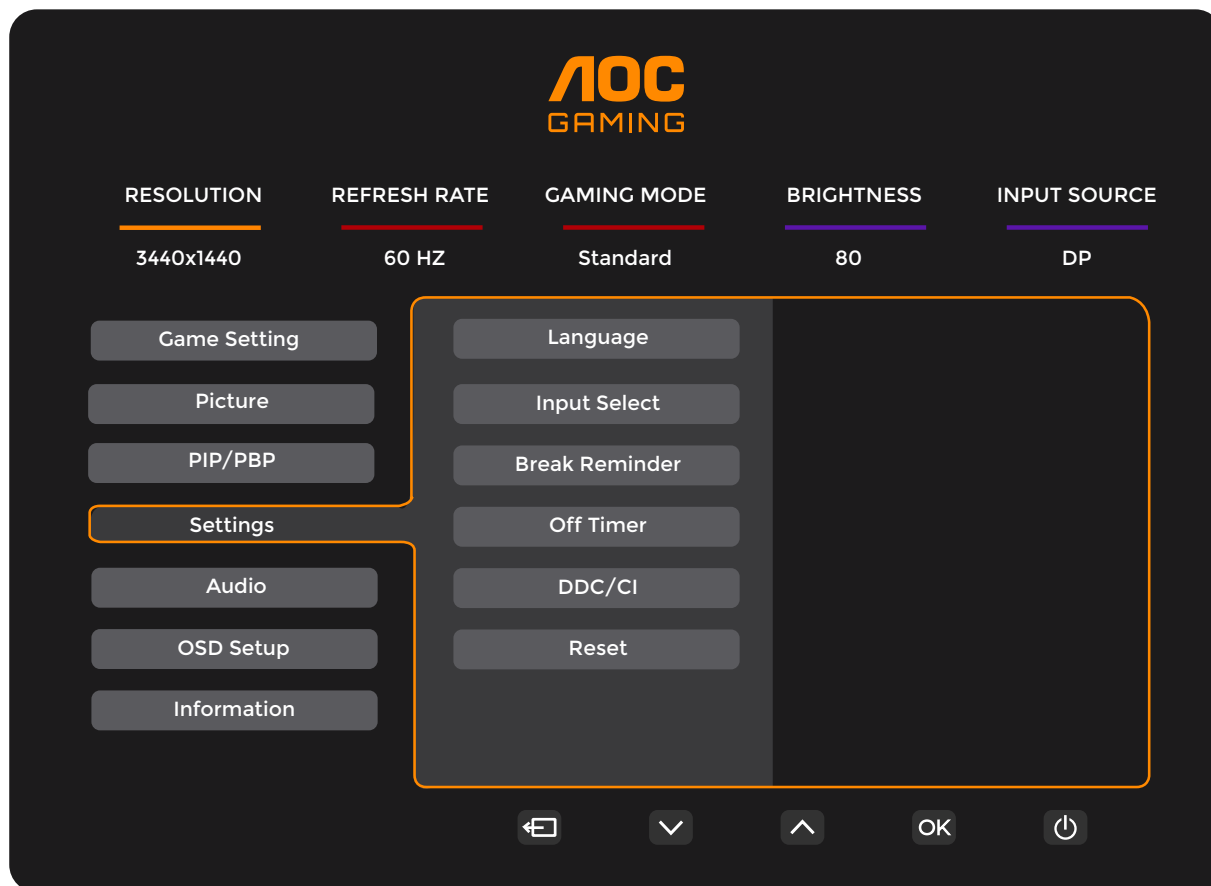 AOC
GAMING
RESOLUTION REFRESH RATE GAMING MODE BRIGHTNESS INPUT SOURCE
3440x1440 60 HZ Standard 80 DP
Game Setting
Picture
PIP/PBP
Settings
Audio
OSD Setup
Information
Language
Input Select
Break Reminder
Off Timer
DDC/CI
Reset
OK